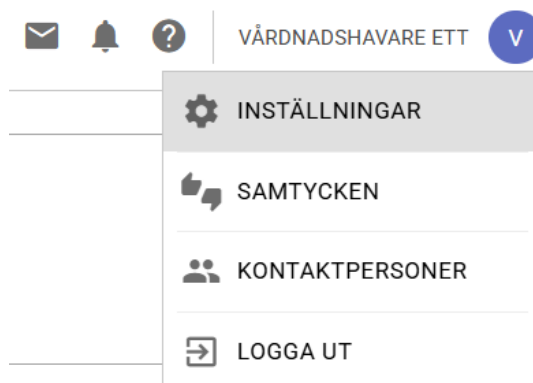 VÅRDNADSHAVARE ETT V
INSTÄLLNINGAR
SAMTYCKEN
KONTAKTPERSONER
LOGGA UT